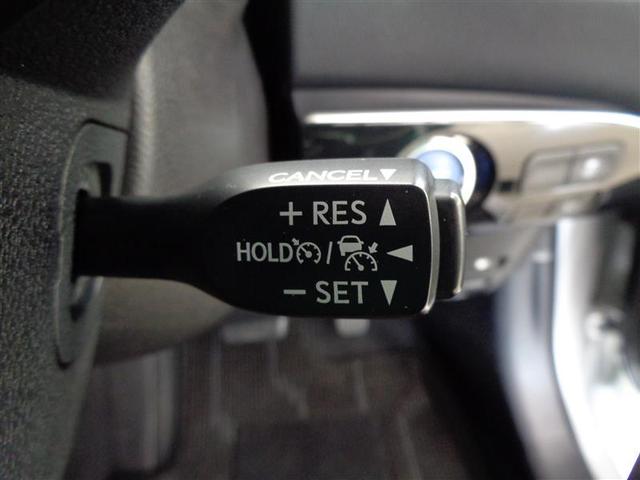 CANCEL▼
+ RES ▲
HOLD / ◀
− SET ▼